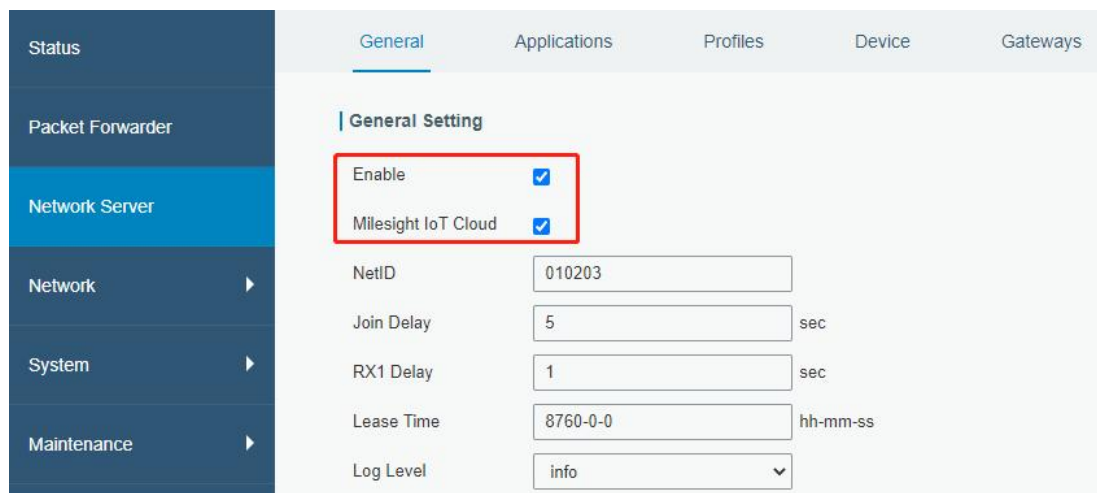 Status
Packet Forwarder
Network Server
Network
System
Maintenance
General Applications Profiles Device Gateways
General Setting
Enable
Milesight IoT Cloud
NetID 010203
Join Delay 5 sec
RX1 Delay 1 sec
Lease Time 8760-0-0 hh-mm-ss
Log Level info